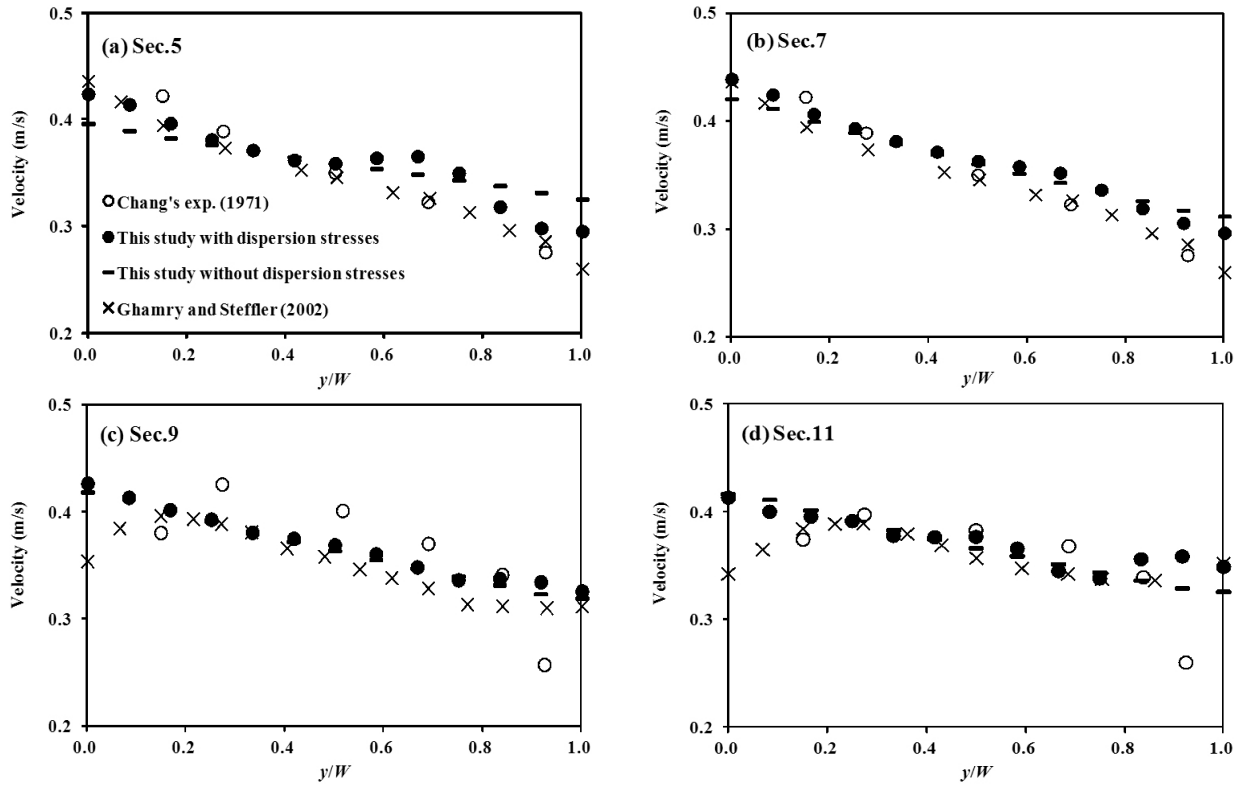 (a) Sec.5
Velocity (m/s)
0.5
0.4
0.3
0.2
Chang's exp. (1971)
This study with dispersion stresses
This study without dispersion stresses
Ghamry and Steffler (2002)
0.0 0.2 0.4 0.6 0.8 1.0
y/W
(b) Sec.7
Velocity (m/s)
0.5
0.4
0.3
0.2
0.0 0.2 0.4 0.6 0.8 1.0
y/W
(c) Sec.9
Velocity (m/s)
0.5
0.4
0.3
0.2
0.0 0.2 0.4 0.6 0.8 1.0
y/W
(d) Sec.11
Velocity (m/s)
0.5
0.4
0.3
0.2
0.0 0.2 0.4 0.6 0.8 1.0
y/W